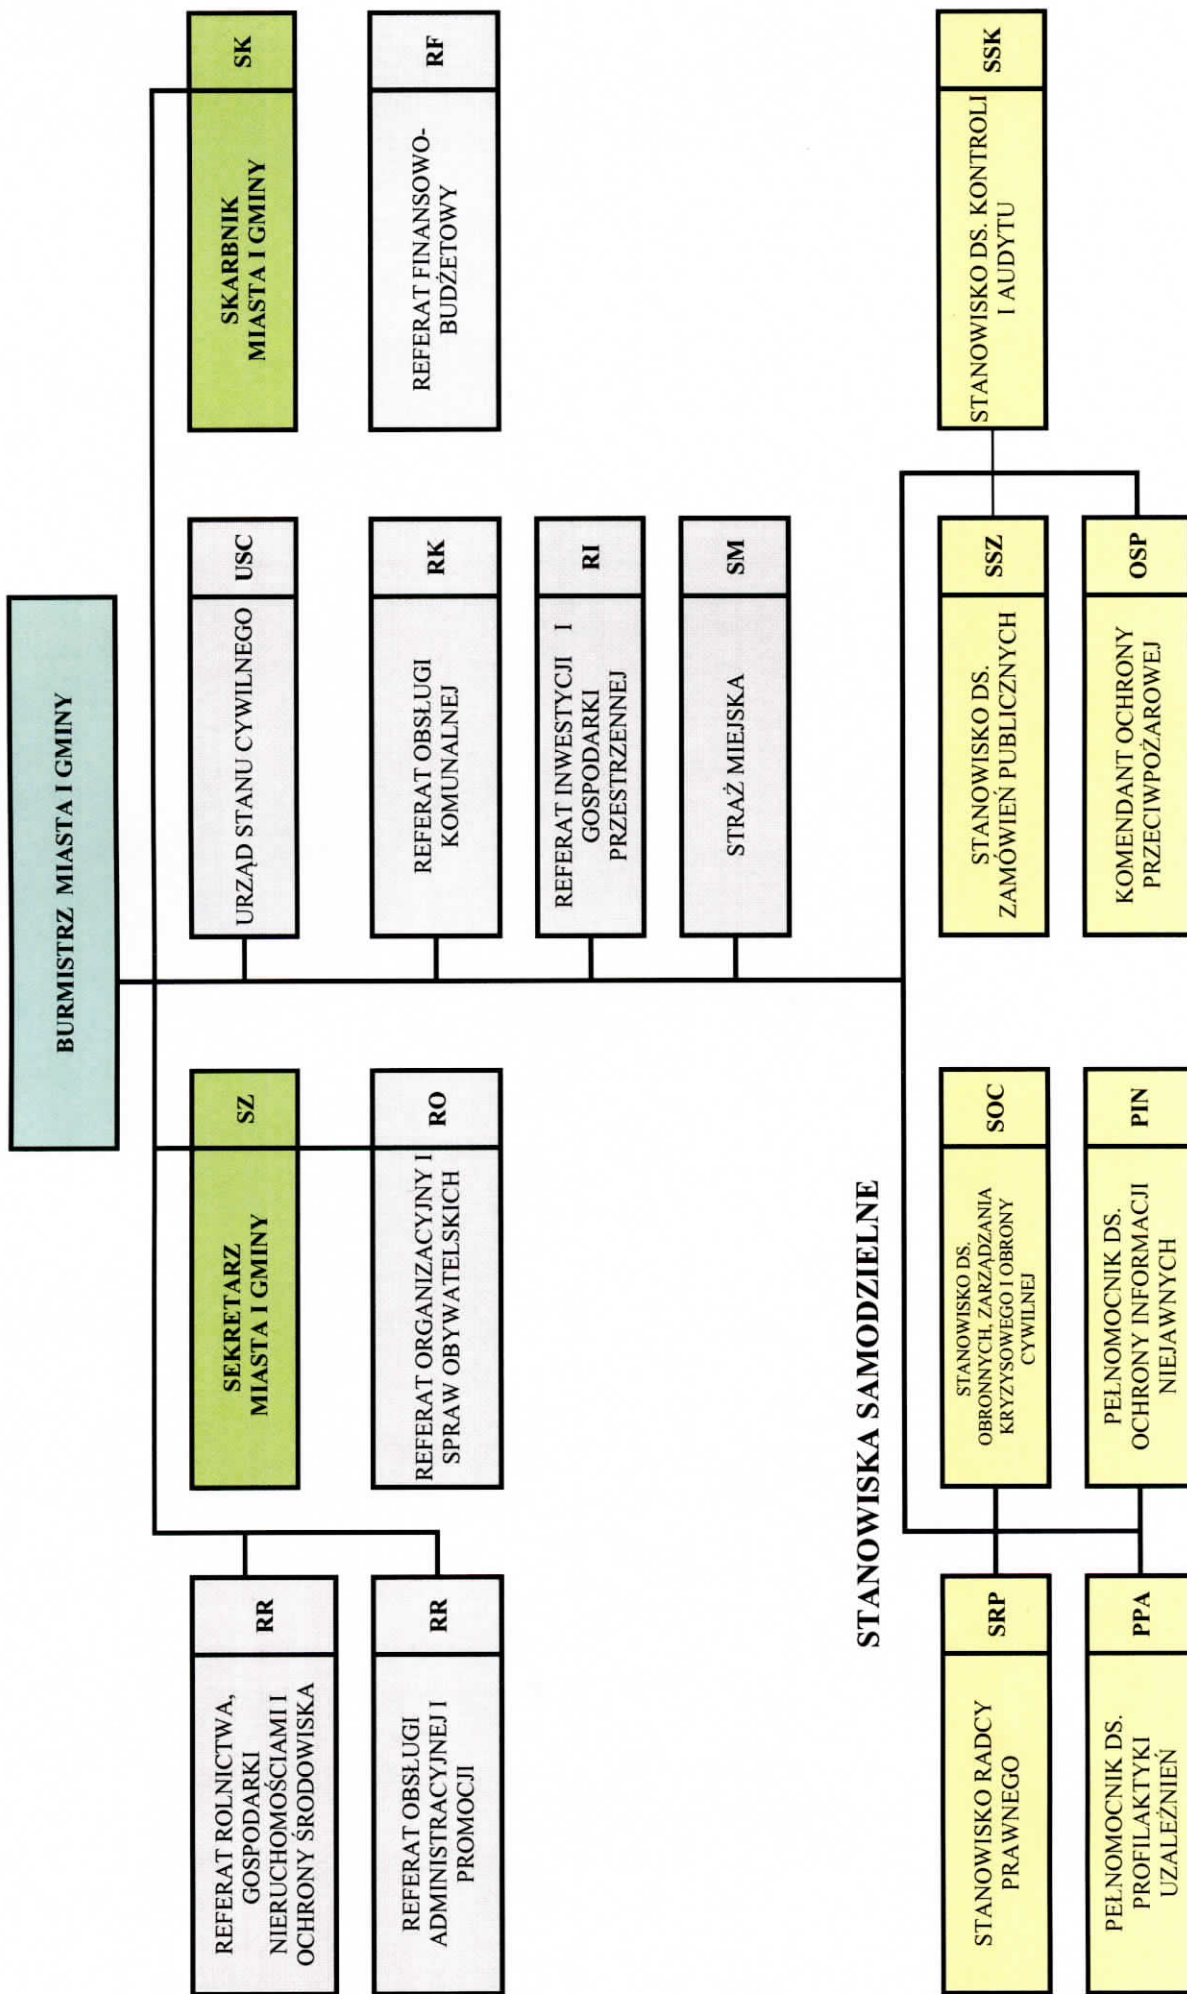 BURMISTRZ MIASTA I GMINY
REFERAT ROLNICTWA,
GOSPODARKI
NIERUCHOMOŚCIAMI I
OCHRONY ŚRODOWISKA
RR
SEKRETARZ
MIASTA I GMINY
SZ
URZĄD STANU CYWILNEGO
USC
SKARBNIK
MIASTA I GMINY
SK
REFERAT OBSŁUGI
ADMINISTRACYJNEJ I
PROMOCJI
RR
REFERAT ORGANIZACYJNY I
SPRAW OBYWATELSKICH
RO
REFERAT OBSŁUGI
KOMUNALNEJ
RK
REFERAT FINANSOWO-
BUDŻETOWY
RF
REFERAT INWESTYCJI I
GOSPODARKI
PRZESTRZENNEJ
RI
STRAŻ MIEJSKA
SM
STANOWISKA SAMODZIELNE
STANOWISKO RADCY
PRAWNEGO
SRP
STANOWISKO DS.
OBRONNYCH, ZARZĄDZANIA
KRYZYSOWEGO I OBRONY
CYWILNEJ
SOC
STANOWISKO DS.
ZAMÓWIEŃ PUBLICZNYCH
SSZ
STANOWISKO DS. KONTROLI
I AUDYTU
SSK
PEŁNOMOCNIK DS.
PROFILAKTYKI
UZALEŻNIEŃ
PPA
PEŁNOMOCNIK DS.
OCHRONY INFORMACJI
NIEJAWNYCH
PIN
KOMENDANT OCHRONY
PRZECIWPOŻAROWEJ
OSP